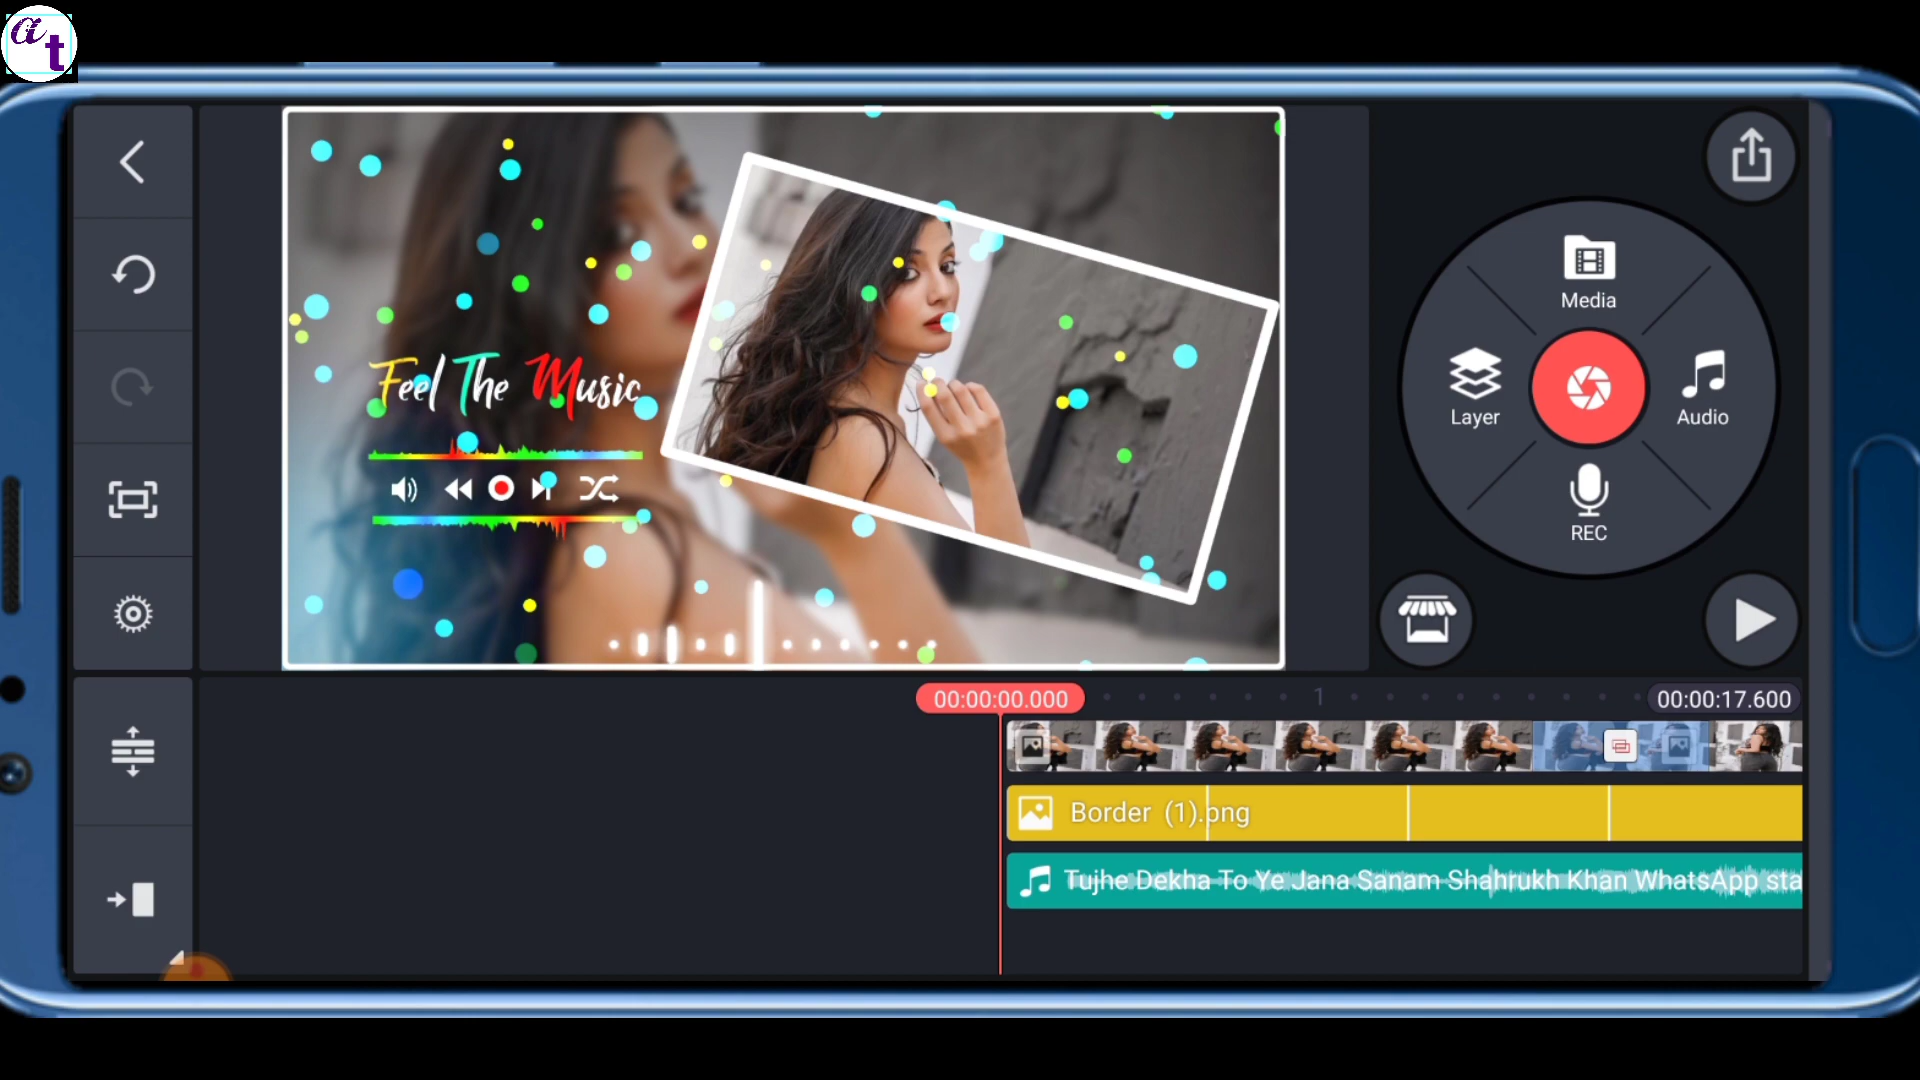 at
Feel The Music
Media
Layer
Audio
REC
00:00:00.000
1
00:00:17.600
Border (1).png
Tujhe Dekha To Ye Jana Sanam Shahrukh Khan WhatsApp sta